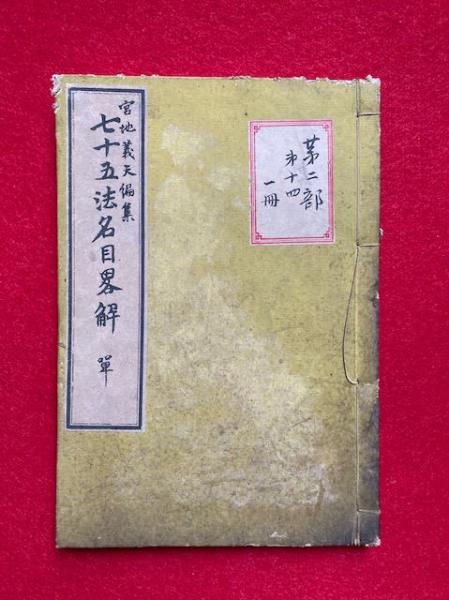 第二部
第十四
一冊
宮地義天編集
七十五法名目畧解 單